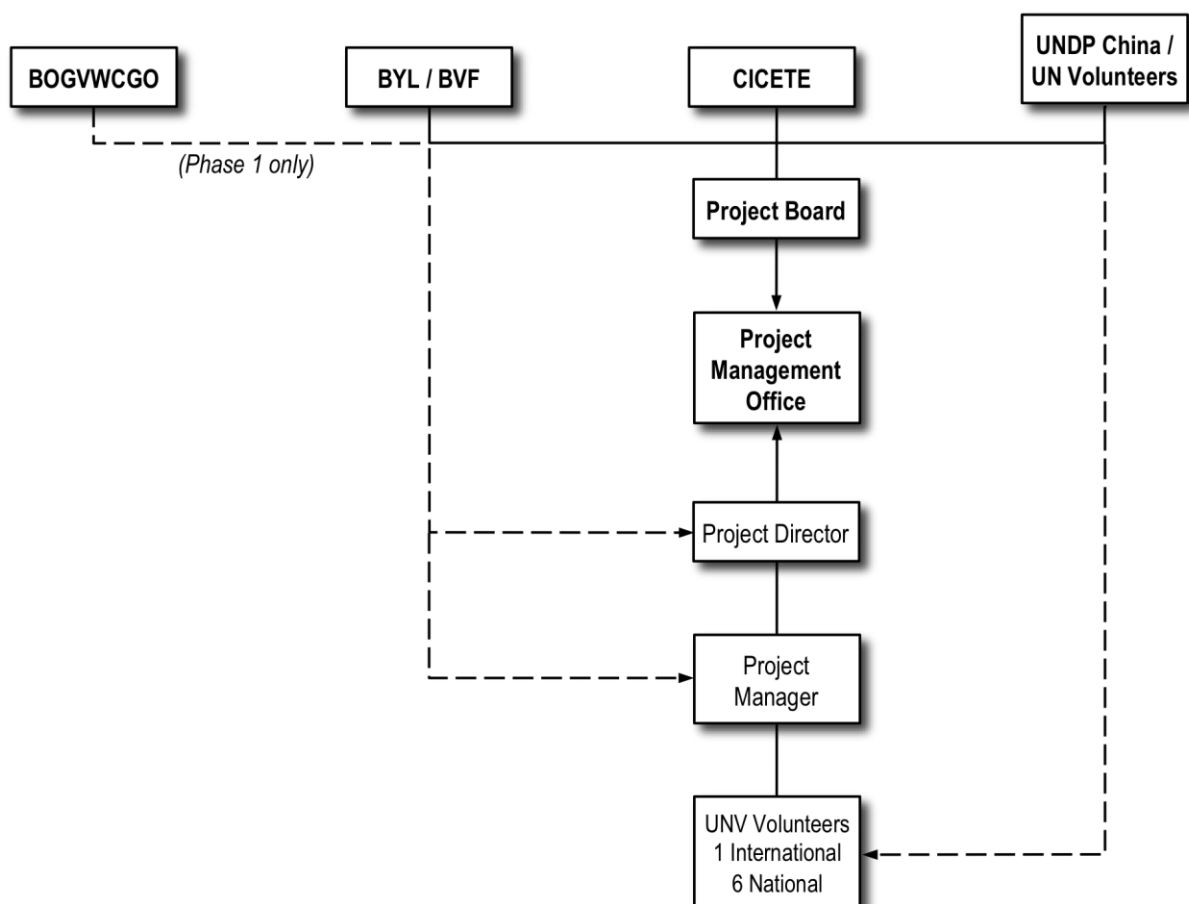 BOGVWCGO
BYL / BVF
CICETE
UNDP China /
UN Volunteers
(Phase 1 only)
Project Board
Project
Management
Office
Project Director
Project
Manager
UNV Volunteers
1 International
6 National